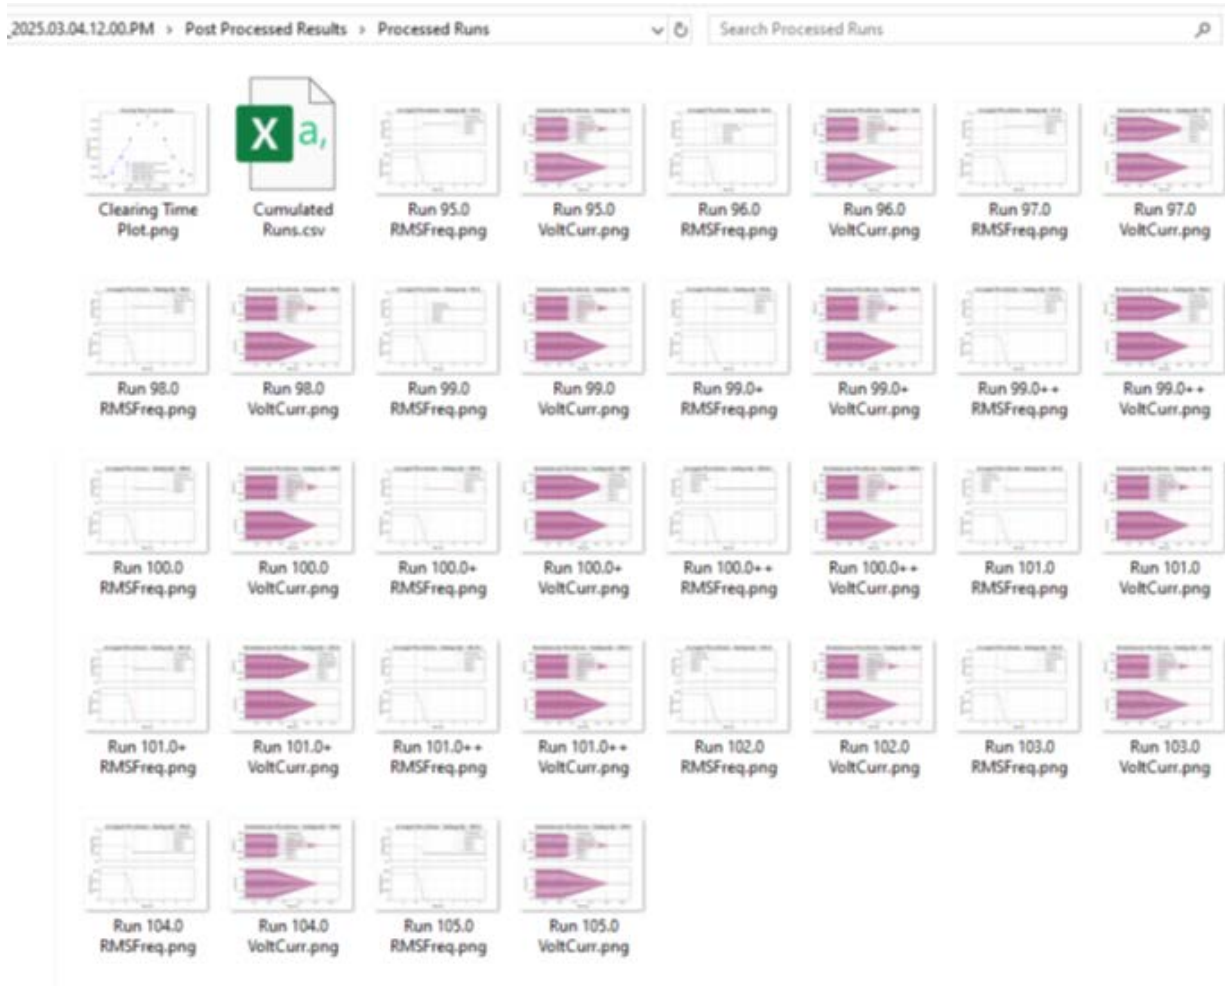 _2025.03.04.12.00.PM > Post Processed Results > Processed Runs
Search Processed Runs
X a,
Clearing Time
Plot.png
Cumulated
Runs.csv
Run 95.0
RMSFreq.png
Run 95.0
VoltCurr.png
Run 96.0
RMSFreq.png
Run 96.0
VoltCurr.png
Run 97.0
RMSFreq.png
Run 97.0
VoltCurr.png
Run 98.0
RMSFreq.png
Run 98.0
VoltCurr.png
Run 99.0
RMSFreq.png
Run 99.0
VoltCurr.png
Run 99.0+
RMSFreq.png
Run 99.0+
VoltCurr.png
Run 99.0++
RMSFreq.png
Run 99.0++
VoltCurr.png
Run 100.0
RMSFreq.png
Run 100.0
VoltCurr.png
Run 100.0+
RMSFreq.png
Run 100.0+
VoltCurr.png
Run 100.0++
RMSFreq.png
Run 100.0++
VoltCurr.png
Run 101.0
RMSFreq.png
Run 101.0
VoltCurr.png
Run 101.0+
RMSFreq.png
Run 101.0+
VoltCurr.png
Run 101.0++
RMSFreq.png
Run 101.0++
VoltCurr.png
Run 102.0
RMSFreq.png
Run 102.0
VoltCurr.png
Run 103.0
RMSFreq.png
Run 103.0
VoltCurr.png
Run 104.0
RMSFreq.png
Run 104.0
VoltCurr.png
Run 105.0
RMSFreq.png
Run 105.0
VoltCurr.png